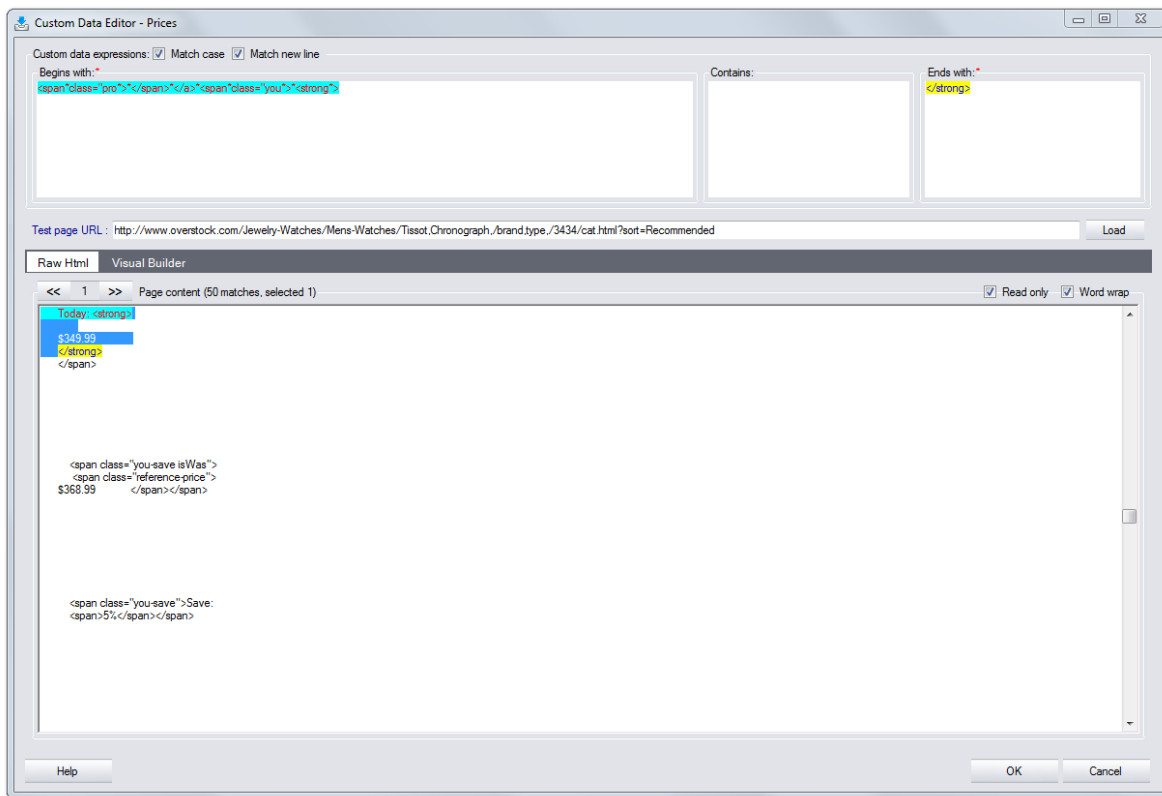 Custom Data Editor - Prices
Custom data expressions: Match case Match new line
Begins with:* Contains: Ends with:*
<span*class="pro*>*</span>*</a>*<span*class="you*>*<strong*> </strong>
Test page URL : http://www.overstock.com/Jewelry-Watches/Mens-Watches/Tissot,Chronograph,/brand,type,/3434/cat.html?sort=Recommended Load
Raw Html Visual Builder
<< 1 >> Page content (50 matches, selected 1) Read only Word wrap
Today: <strong>
$349.99
</strong>
</span>
<span class="you-save isWas">
<span class="reference-price">
$368.99 </span></span>
<span class="you-save">Save:
<span>5%</span></span>
Help OK Cancel